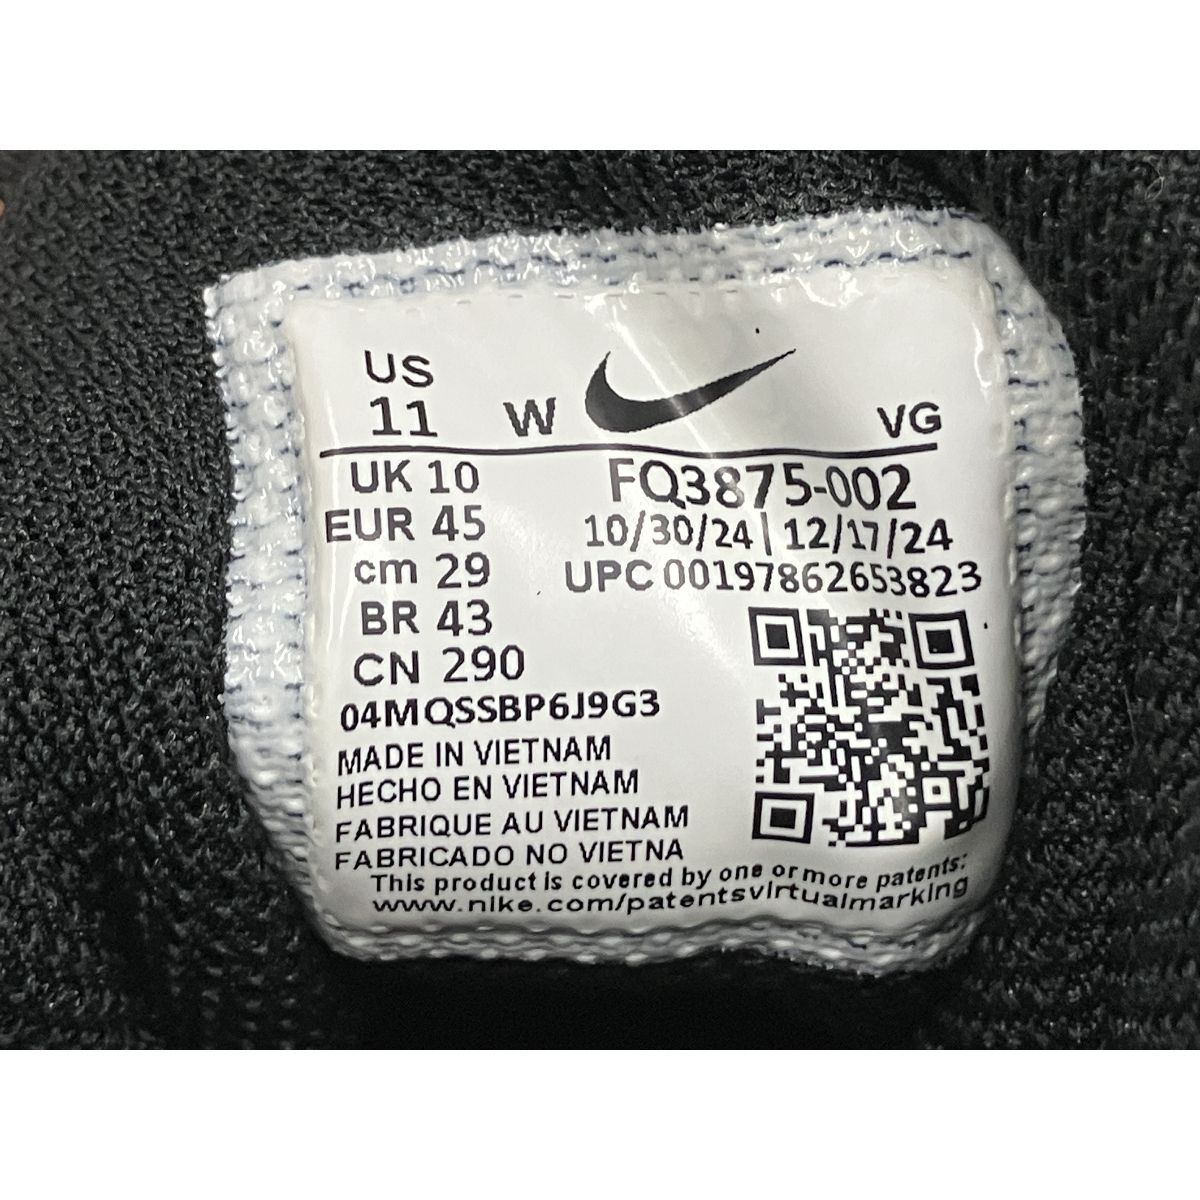 US
11 W VG
UK 10
EUR 45
cm 29
BR 43
CN 290
FQ3875-002
10/30/24 | 12/17/24
UPC 00197862653823
04MQSSBP6J9G3
MADE IN VIETNAM
HECHO EN VIETNAM
FABRIQUE AU VIETNAM
FABRICADO NO VIETNA
This product is covered by one or more patents:
www.nike.com/patentsvirtualmarking